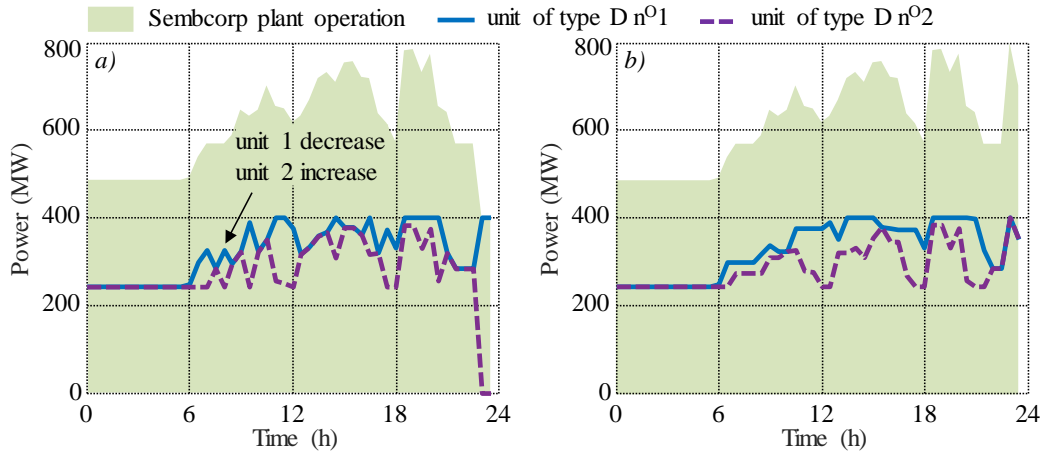 Sembcorp plant operation unit of type D nº1 unit of type D nº2
800
600
400
200
0
Power (MW)
a)
unit 1 decrease
unit 2 increase
0 6 12 18 24
Time (h)
800
600
400
200
0
Power (MW)
b)
0 6 12 18 24
Time (h)